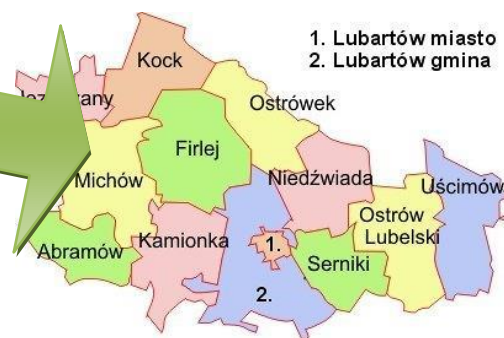 1. Lubartów miasto
2. Lubartów gmina
Kock
Ostrówek
Firlej
Michów
Niedźwiada
Uścimów
Ostrów
Lubelski
Abramów
Kamionka
1.
Serniki
2.